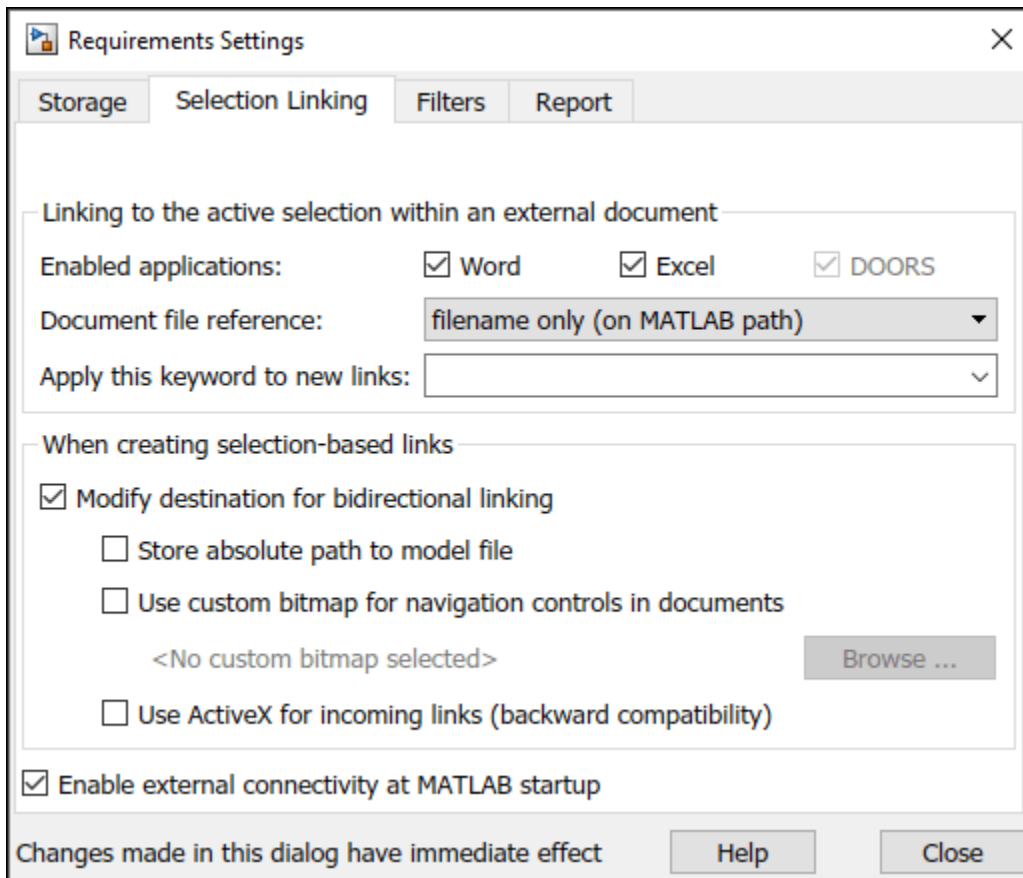 Requirements Settings
Storage Selection Linking Filters Report
Linking to the active selection within an external document
Enabled applications: Word Excel DOORS
Document file reference: filename only (on MATLAB path)
Apply this keyword to new links:
When creating selection-based links
Modify destination for bidirectional linking
Store absolute path to model file
Use custom bitmap for navigation controls in documents
<No custom bitmap selected> Browse ...
Use ActiveX for incoming links (backward compatibility)
Enable external connectivity at MATLAB startup
Changes made in this dialog have immediate effect Help Close